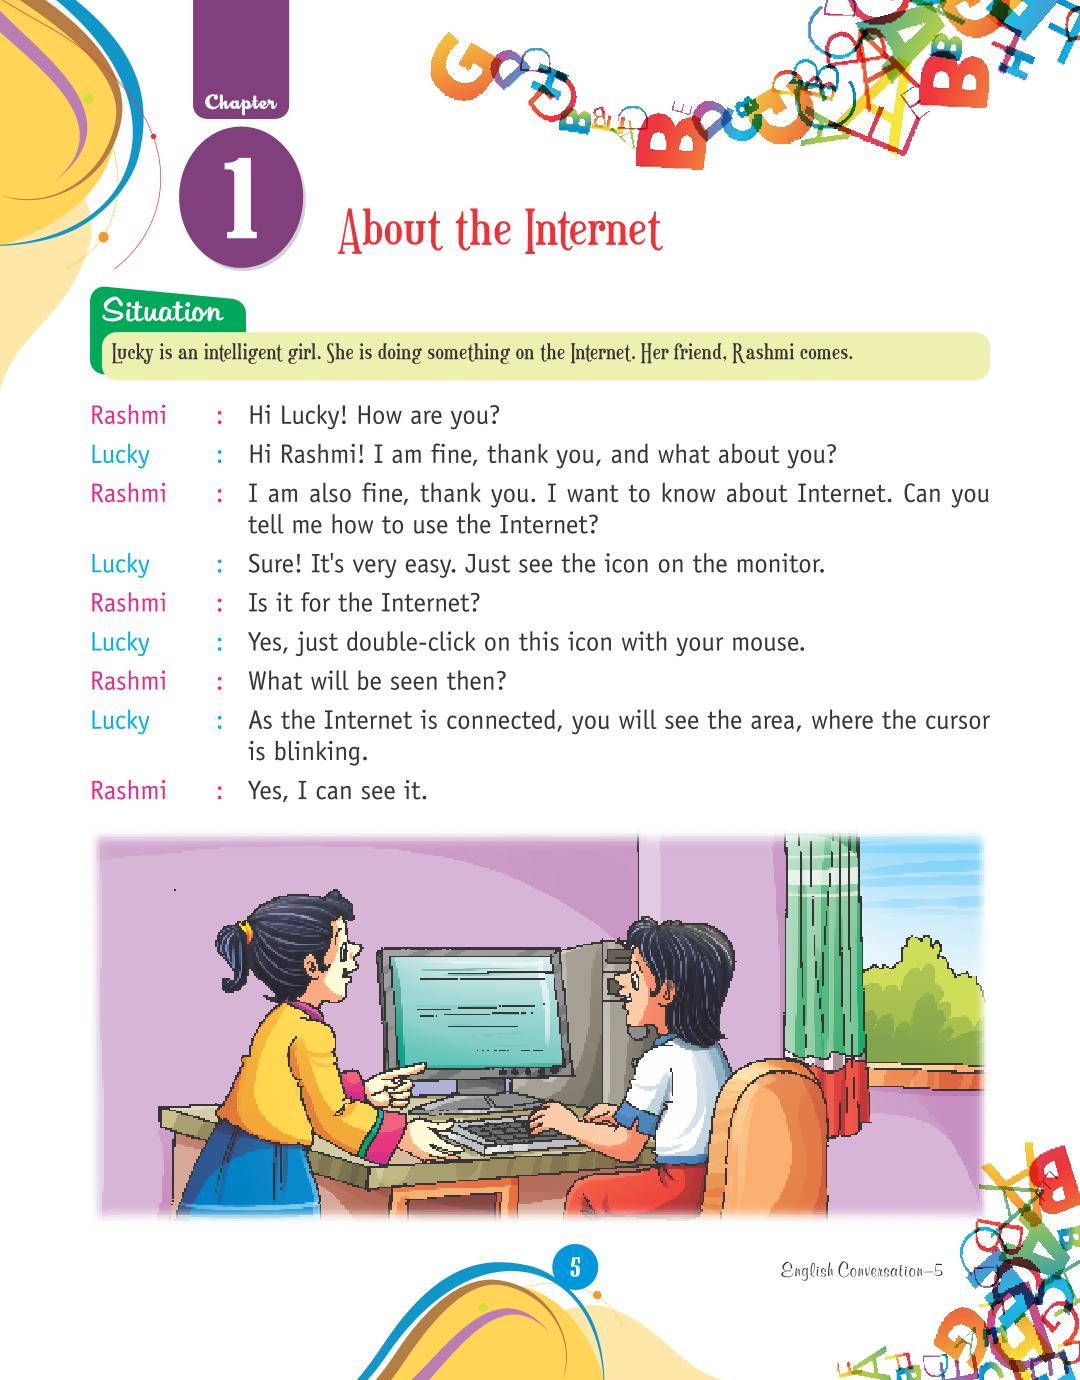 Chapter
1
About the Internet
Situation
Lucky is an intelligent girl. She is doing something on the Internet. Her friend, Rashmi comes.
Rashmi : Hi Lucky! How are you?
Lucky : Hi Rashmi! I am fine, thank you, and what about you?
Rashmi : I am also fine, thank you. I want to know about Internet. Can you
tell me how to use the Internet?
Lucky : Sure! It's very easy. Just see the icon on the monitor.
Rashmi : Is it for the Internet?
Lucky : Yes, just double-click on this icon with your mouse.
Rashmi : What will be seen then?
Lucky : As the Internet is connected, you will see the area, where the cursor
is blinking.
Rashmi : Yes, I can see it.
5
English Conversation–5